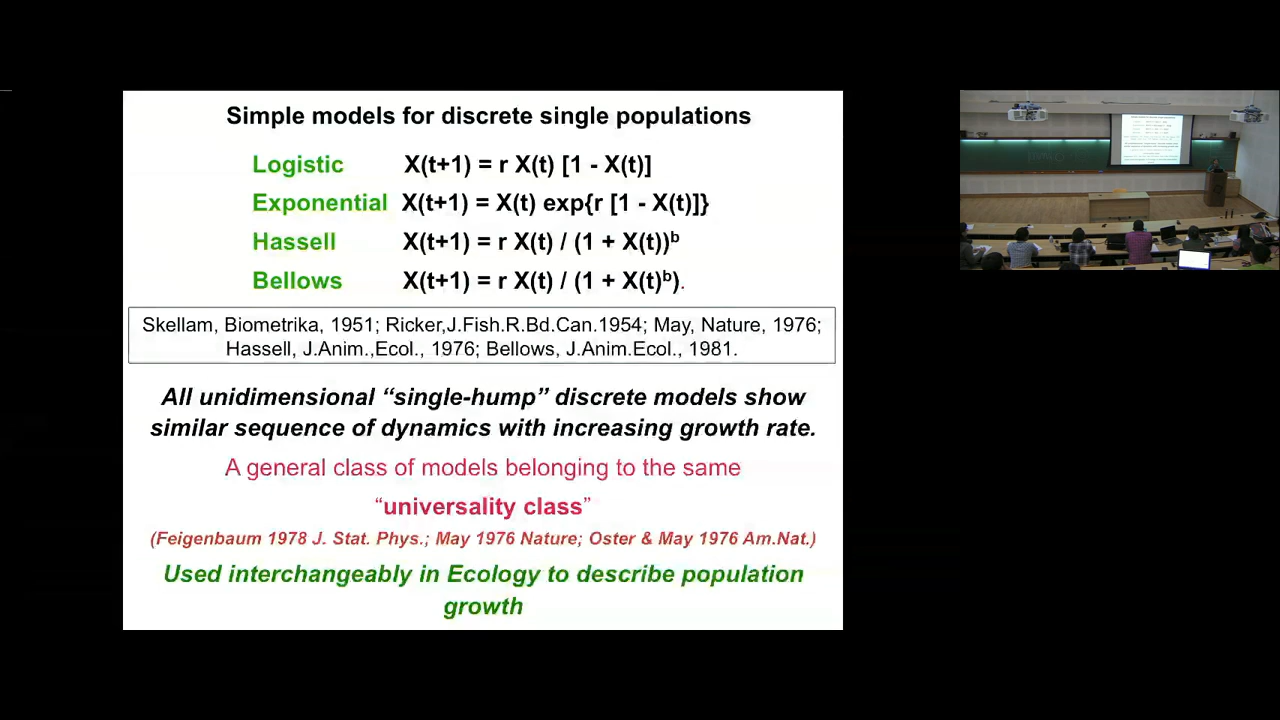 Simple models for discrete single populations
Logistic X(t+1) = r X(t) [1 - X(t)]
Exponential X(t+1) = X(t) exp{r [1 - X(t)]}
Hassell X(t+1) = r X(t) / (1 + X(t))ᵇ
Bellows X(t+1) = r X(t) / (1 + X(t)ᵇ).
Skellam, Biometrika, 1951; Ricker,J.Fish.R.Bd.Can.1954; May, Nature, 1976;
Hassell, J.Anim.,Ecol., 1976; Bellows, J.Anim.Ecol., 1981.
All unidimensional “single-hump” discrete models show
similar sequence of dynamics with increasing growth rate.
A general class of models belonging to the same
“universality class”
(Feigenbaum 1978 J. Stat. Phys.; May 1976 Nature; Oster & May 1976 Am.Nat.)
Used interchangeably in Ecology to describe population
growth